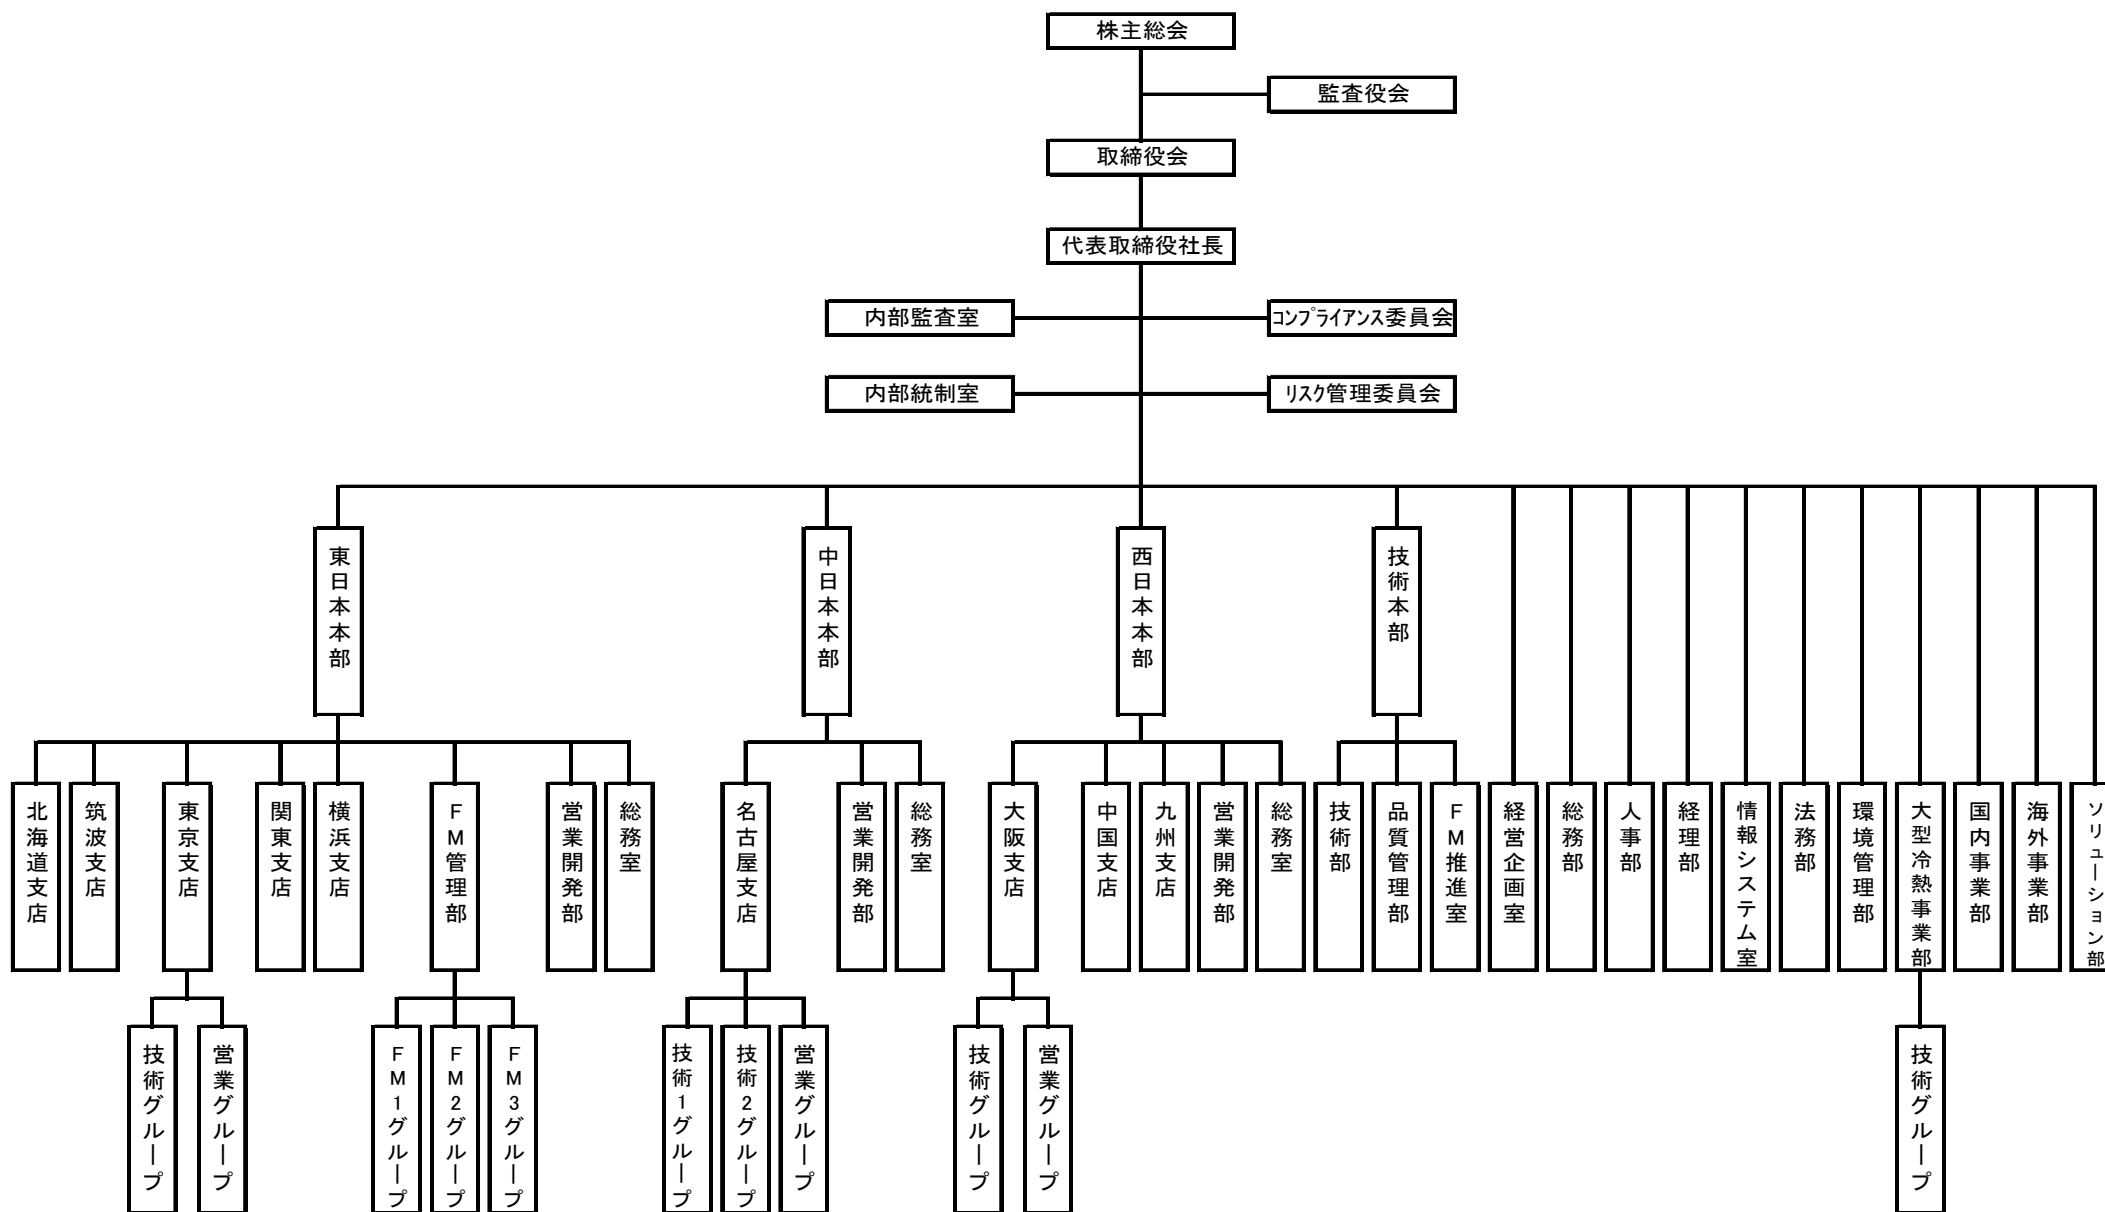 株主総会
監査役会
取締役会
代表取締役社長
内部監査室
コンプライアンス委員会
内部統制室
リスク管理委員会
東日本本部
中日本本部
西日本本部
技術本部
北海道支店
筑波支店
東京支店
関東支店
横浜支店
FM管理部
営業開発部
総務室
名古屋支店
営業開発部
総務室
大阪支店
中国支店
九州支店
営業開発部
総務室
技術部
品質管理部
FM推進室
経営企画室
総務部
人事部
経理部
情報システム室
法務部
環境管理部
大型冷熱事業部
国内事業部
海外事業部
ソリューション部
技術グループ
営業グループ
FM1グループ
FM2グループ
FM3グループ
技術1グループ
技術2グループ
営業グループ
技術グループ
営業グループ
技術グループ